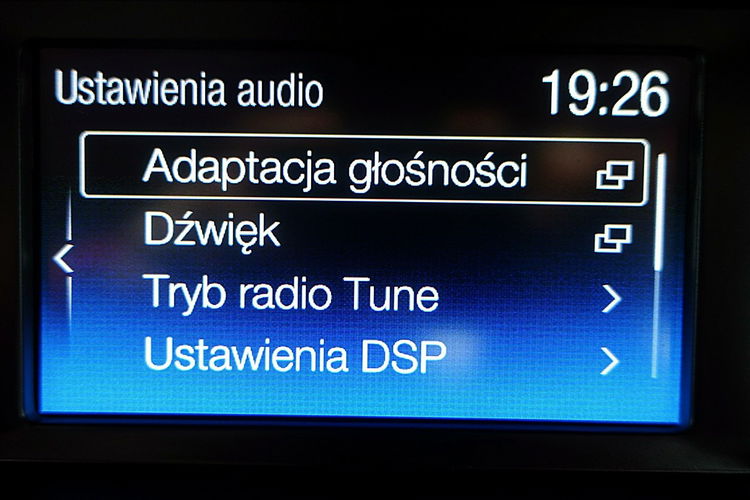 Ustawienia audio 19:26
Adaptacja głośności
Dźwięk
Tryb radio Tune
Ustawienia DSP